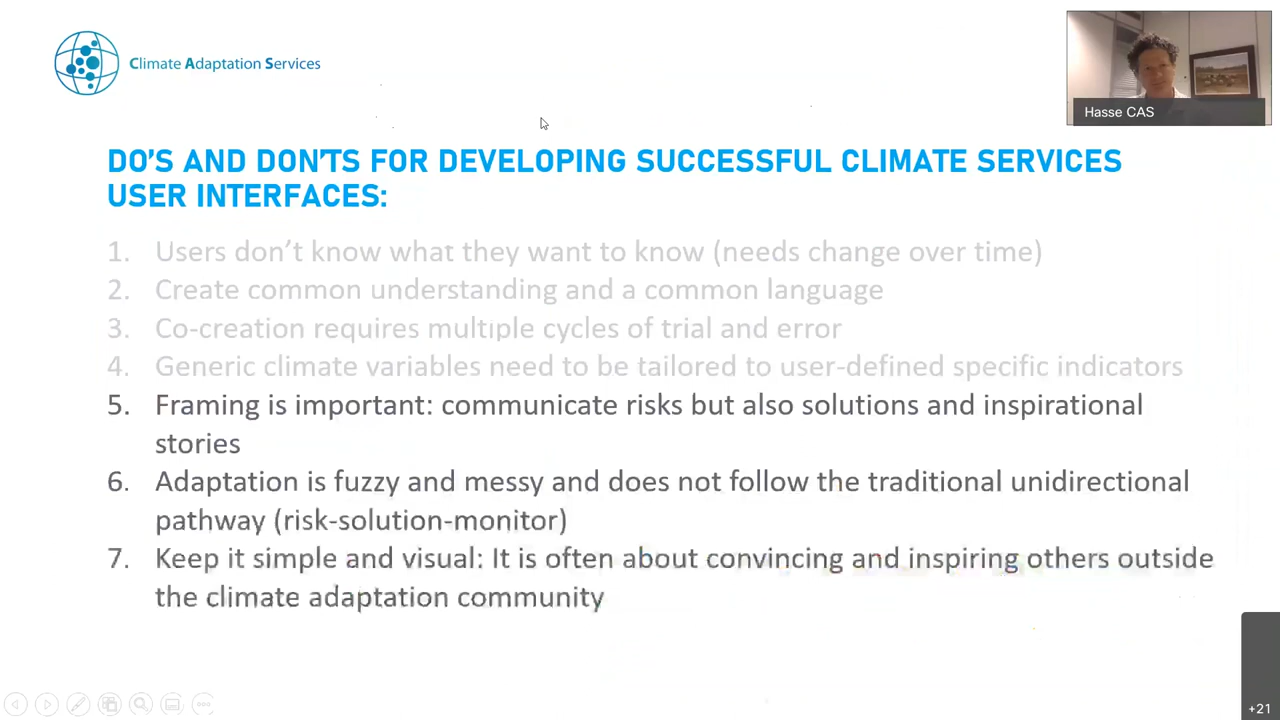 Climate Adaptation Services
Hasse CAS
DO'S AND DON'TS FOR DEVELOPING SUCCESSFUL CLIMATE SERVICES
USER INTERFACES:
1. Users don't know what they want to know (needs change over time)
2. Create common understanding and a common language
3. Co-creation requires multiple cycles of trial and error
4. Generic climate variables need to be tailored to user-defined specific indicators
5. Framing is important: communicate risks but also solutions and inspirational
stories
6. Adaptation is fuzzy and messy and does not follow the traditional unidirectional
pathway (risk-solution-monitor)
7. Keep it simple and visual: It is often about convincing and inspiring others outside
the climate adaptation community
+21